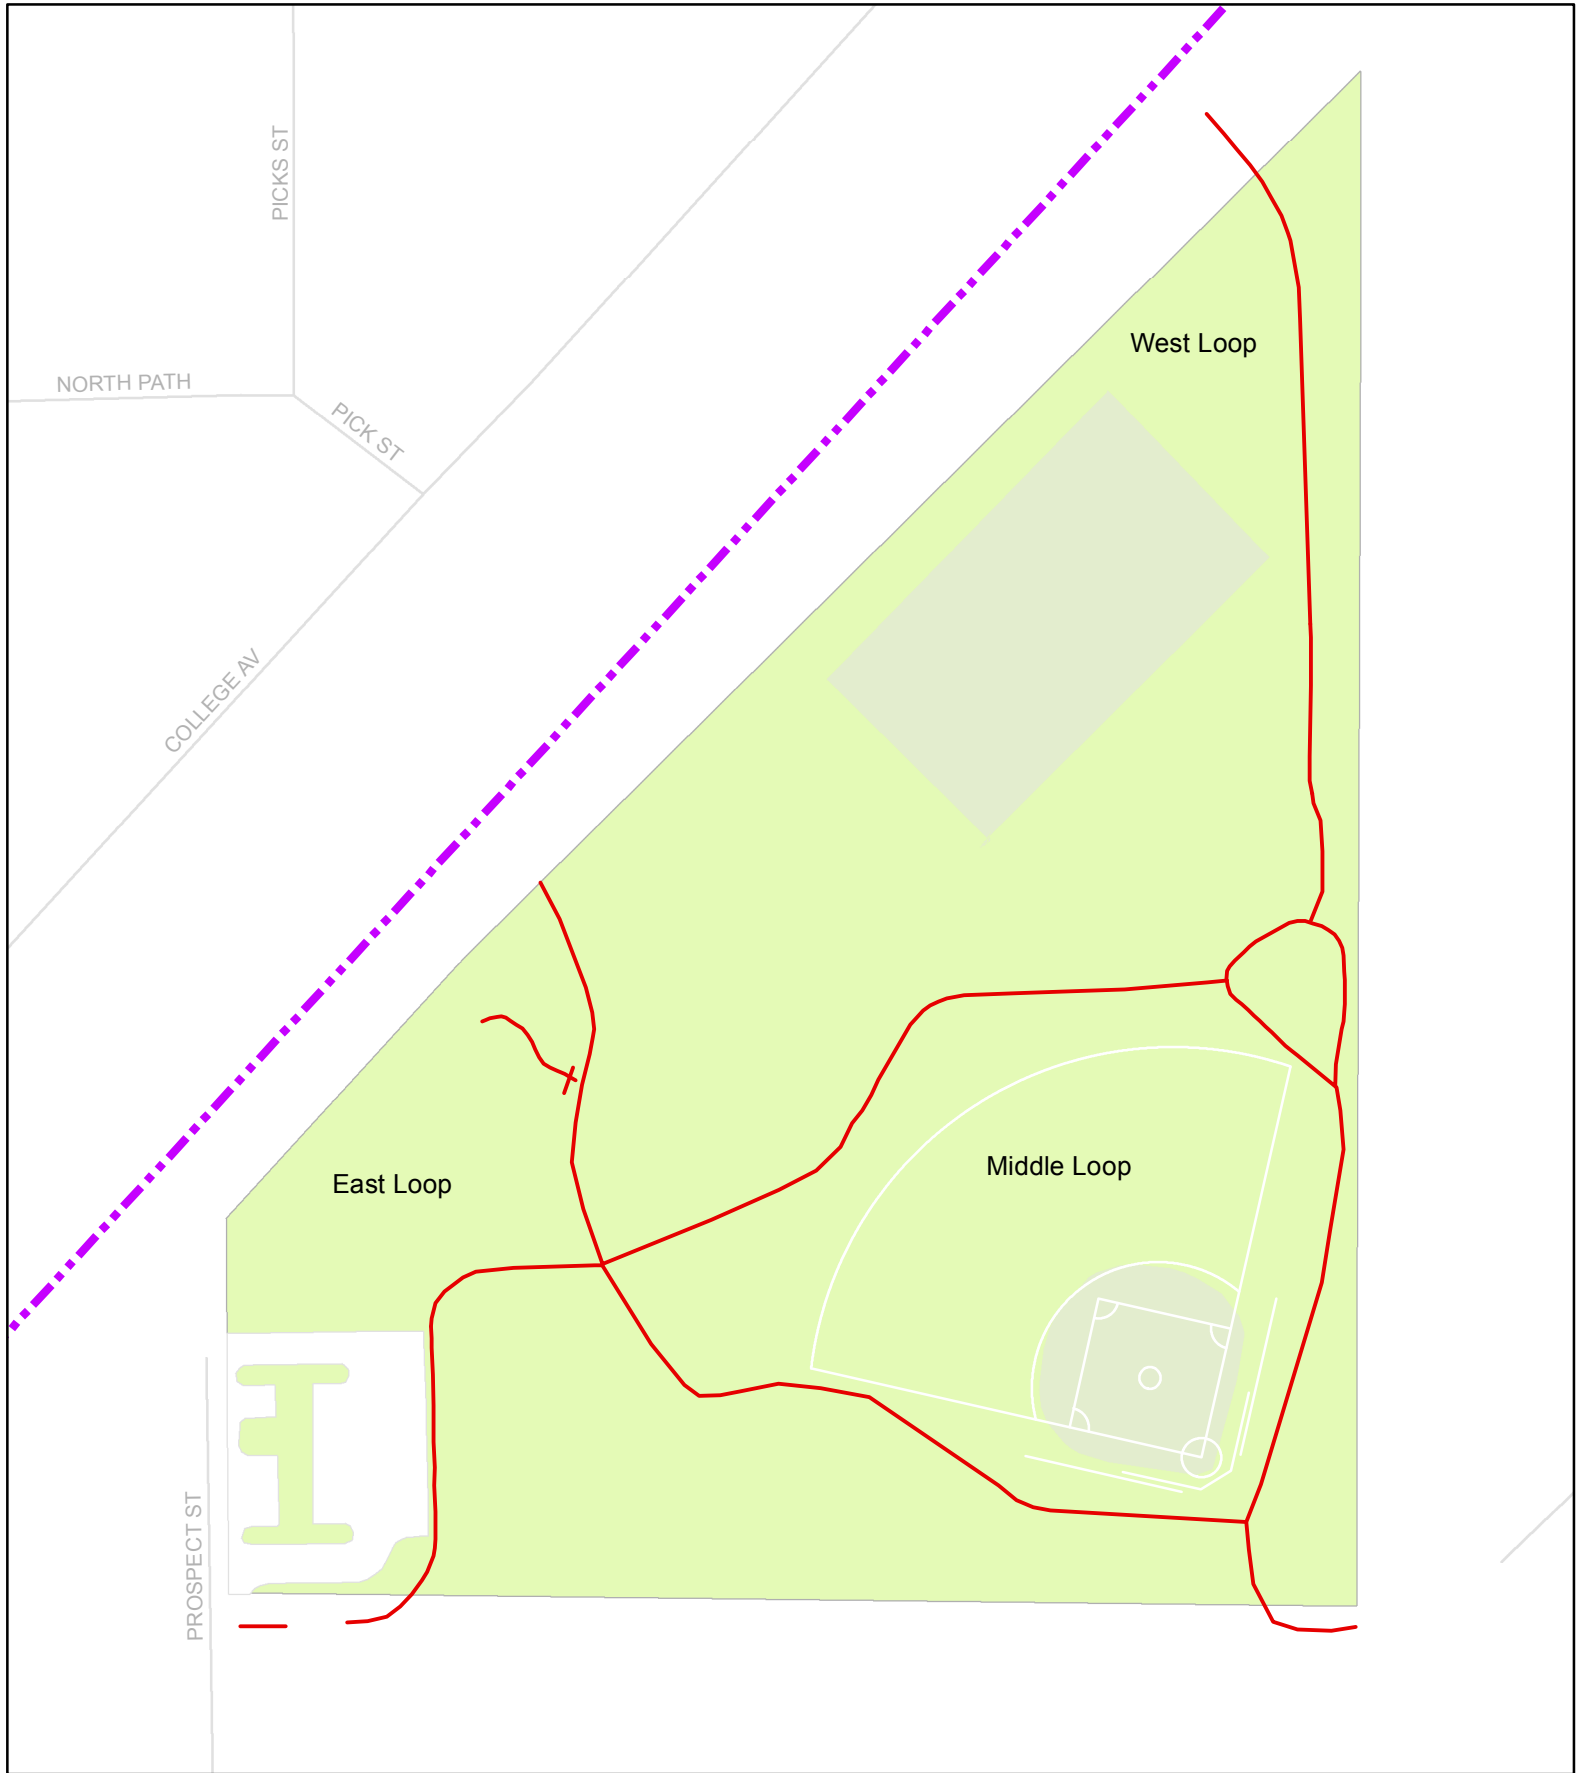 PICKS ST
West Loop
NORTH PATH
PICK ST
COLLEGE AV
Middle Loop
East Loop
PROSPECT ST